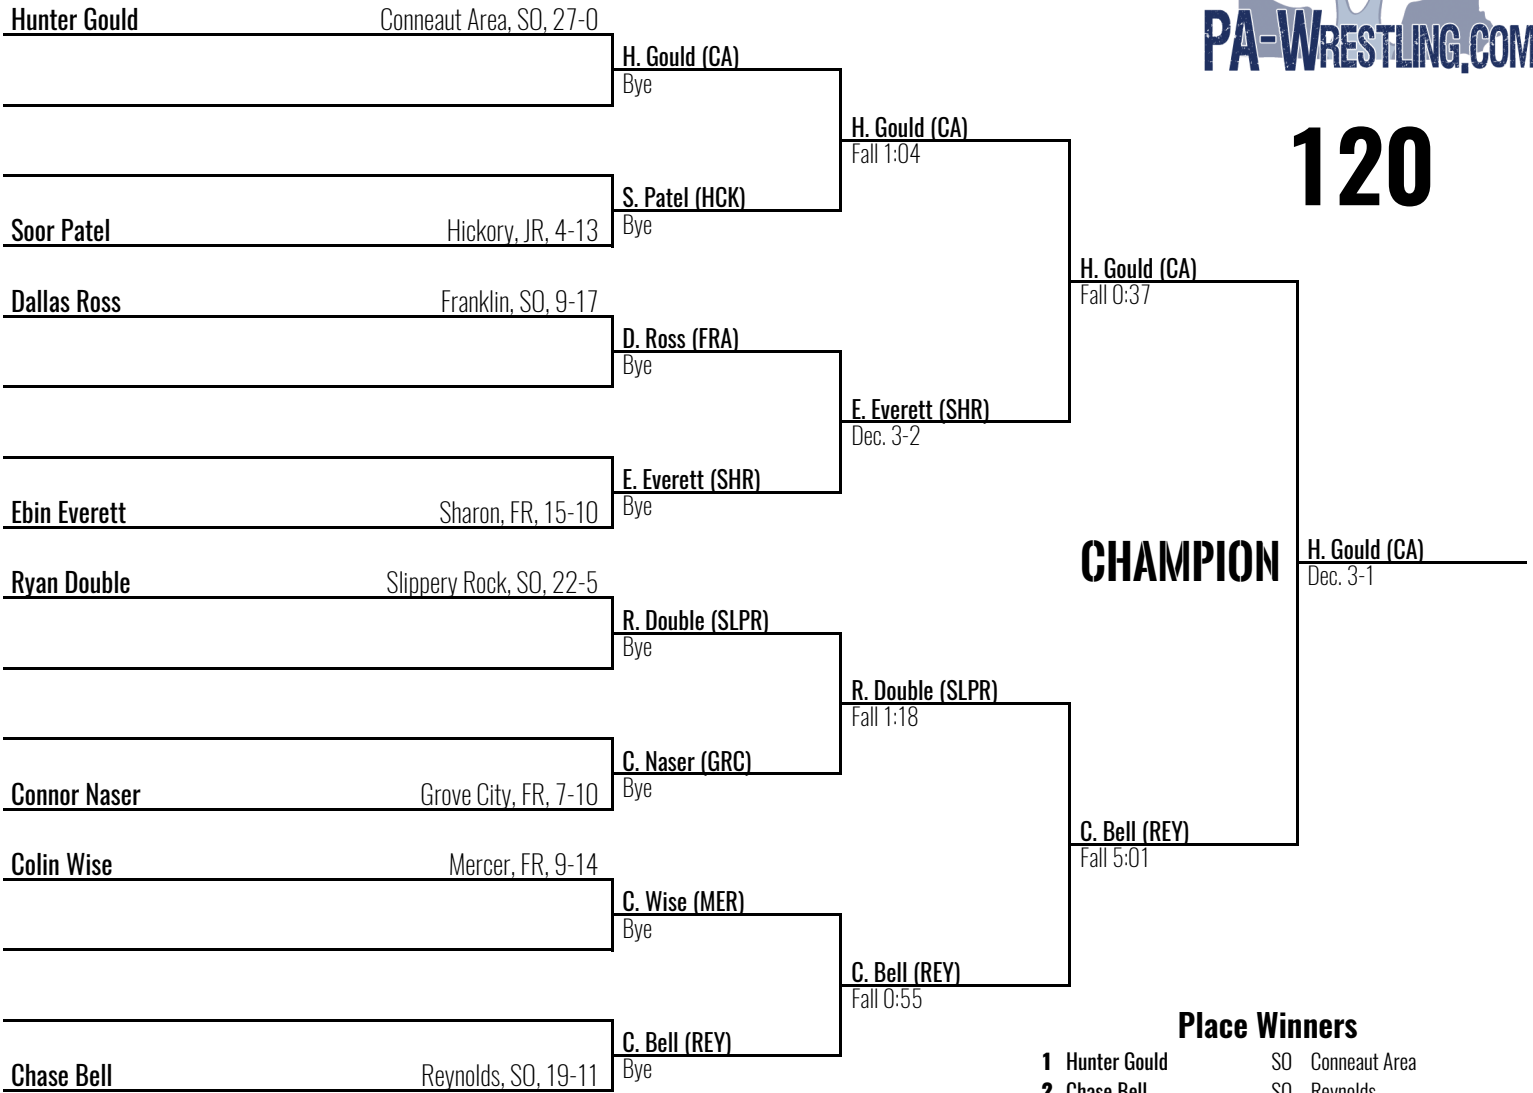 Hunter Gould Conneaut Area, SO, 27-0
PA-WRESTLING.COM
H. Gould (CA)
Bye
H. Gould (CA)
Fall 1:04
120
S. Patel (HCK)
Bye
Soor Patel Hickory, JR, 4-13
H. Gould (CA)
Fall 0:37
Dallas Ross Franklin, SO, 9-17
D. Ross (FRA)
Bye
E. Everett (SHR)
Dec. 3-2
E. Everett (SHR)
Bye
Ebin Everett Sharon, FR, 15-10
CHAMPION
H. Gould (CA)
Dec. 3-1
Ryan Double Slippery Rock, SO, 22-5
R. Double (SLPR)
Bye
R. Double (SLPR)
Fall 1:18
C. Naser (GRC)
Bye
Connor Naser Grove City, FR, 7-10
C. Bell (REY)
Fall 5:01
Colin Wise Mercer, FR, 9-14
C. Wise (MER)
Bye
C. Bell (REY)
Fall 0:55
C. Bell (REY)
Bye
Chase Bell Reynolds, SO, 19-11
Place Winners
1 Hunter Gould SO Conneaut Area
2 Chase Bell SO Reynolds